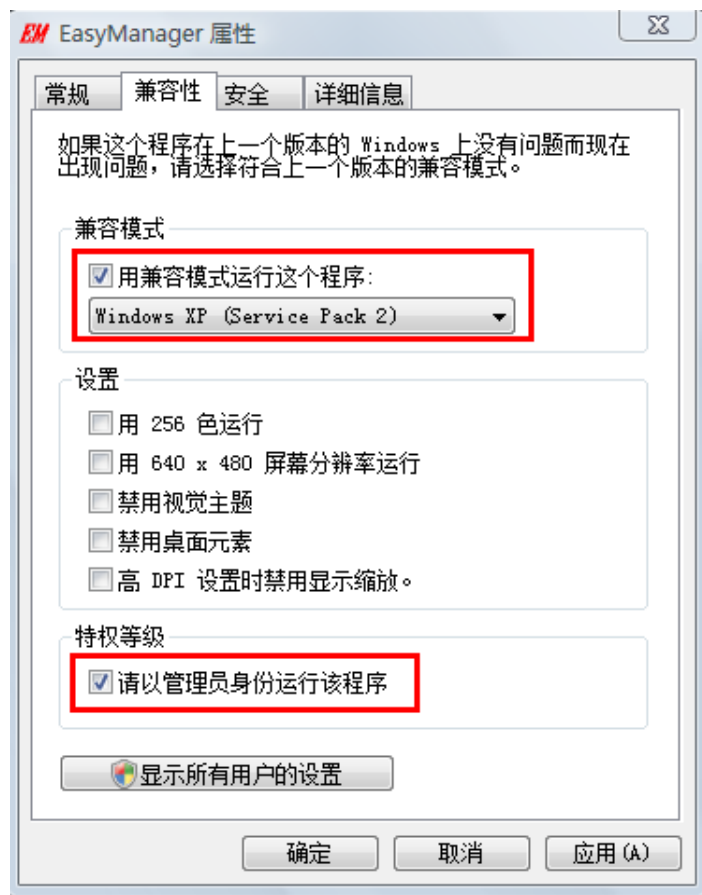 EM EasyManager 属性
常规 兼容性 安全 详细信息
如果这个程序在上一个版本的 Windows 上没有问题而现在
出现问题，请选择符合上一个版本的兼容模式。
兼容模式
用兼容模式运行这个程序:
Windows XP (Service Pack 2)
设置
用 256 色运行
用 640 x 480 屏幕分辨率运行
禁用视觉主题
禁用桌面元素
高 DPI 设置时禁用显示缩放。
特权等级
请以管理员身份运行该程序
显示所有用户的设置
确定 取消 应用(A)